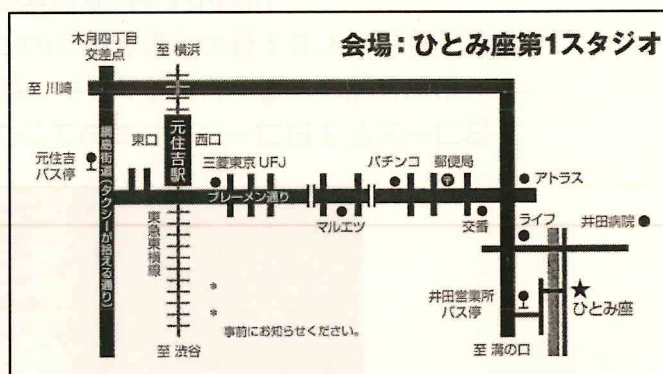 会場：ひとみ座第1スタジオ
木月四丁目
交差点
至 横浜
至 川崎
東口
元住吉駅
西口
元住吉
バス停
綱島街道(タクシーが拾える通り)
三菱東京 UFJ
パチンコ
郵便局
〒
アトラス
ブレーメン通り
マルエツ
交番
ライフ
井田病院
東急東横線
井田営業所
バス停
ひとみ座
*
*
事前にお知らせください。
至 渋谷
至 溝の口